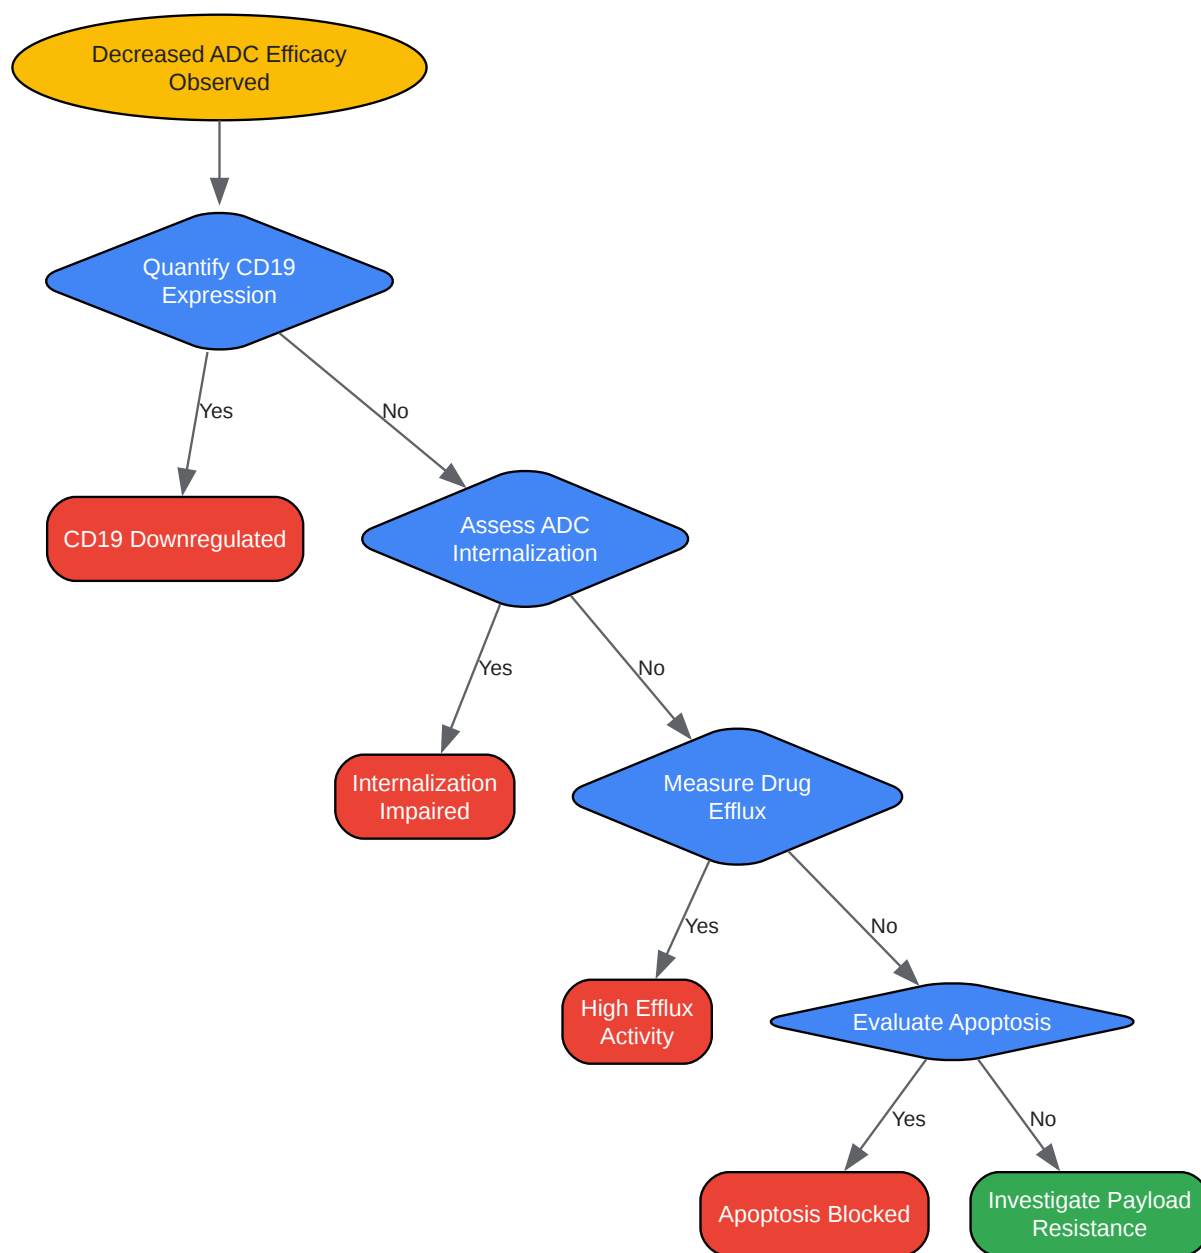 Decreased ADC Efficacy
Observed
Quantify CD19
Expression
Yes
No
CD19 Downregulated
Assess ADC
Internalization
Yes
No
Internalization
Impaired
Measure Drug
Efflux
Yes
No
High Efflux
Activity
Evaluate Apoptosis
Yes
No
Apoptosis Blocked
Investigate Payload
Resistance